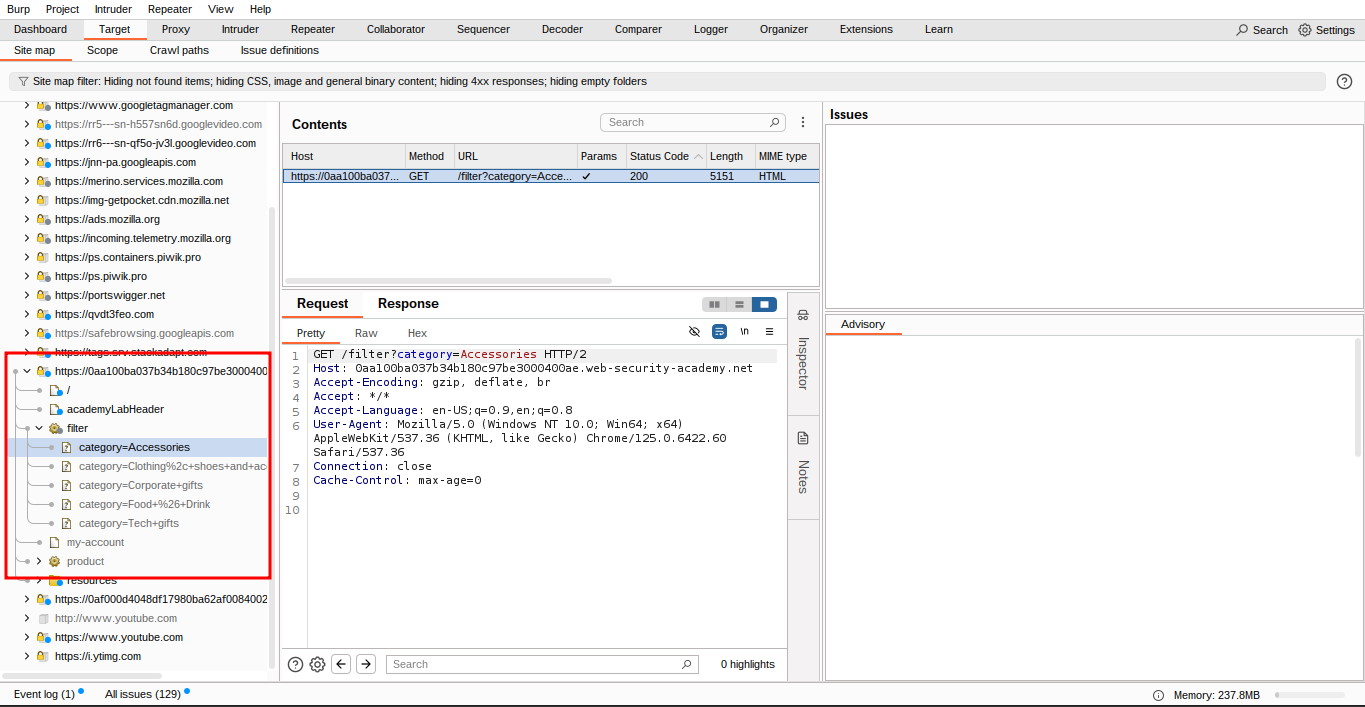 Burp Project Intruder Repeater View Help
Dashboard Target Proxy Intruder Repeater Collaborator Sequencer Decoder Comparer Logger Organizer Extensions Learn Search Settings
Site map Scope Crawl paths Issue definitions
Site map filter: Hiding not found items; hiding CSS, image and general binary content; hiding 4xx responses; hiding empty folders
https://www.googletagmanager.com
https://rr5---sn-h557sn6d.googlevideo.com
https://rr6---sn-qf5o-jv3l.googlevideo.com
https://jnn-pa.googleapis.com
https://merino.services.mozilla.com
https://img-getpocket.cdn.mozilla.net
https://ads.mozilla.org
https://incoming.telemetry.mozilla.org
https://ps.containers.piwik.pro
https://ps.piwik.pro
https://portswigger.net
https://qvdt3feo.com
https://safebrowsing.googleapis.com
https://tags.srv.stackadapt.com
https://0aa100ba037b34b180c97be3000400
/
academyLabHeader
filter
category=Accessories
category=Clothing%2c+shoes+and+acc
category=Corporate+gifts
category=Food+%26+Drink
category=Tech+gifts
my-account
product
resources
https://0af000d4048df17980ba62af0084002
http://www.youtube.com
https://www.youtube.com
https://i.ytimg.com
Contents
Search
Host Method URL Params Status Code Length MIME type
https://0aa100ba037... GET /filter?category=Acce... ✓ 200 5151 HTML
Request Response
Pretty Raw Hex
\n
1 GET /filter?category=Accessories HTTP/2
2 Host: 0aa100ba037b34b180c97be3000400ae.web-security-academy.net
3 Accept-Encoding: gzip, deflate, br
4 Accept: */*
5 Accept-Language: en-US;q=0.9,en;q=0.8
6 User-Agent: Mozilla/5.0 (Windows NT 10.0; Win64; x64)
AppleWebKit/537.36 (KHTML, like Gecko) Chrome/125.0.6422.60
Safari/537.36
7 Connection: close
8 Cache-Control: max-age=0
9
10
Search
0 highlights
Inspector
Notes
Issues
Advisory
Event log (1) All issues (129) Memory: 237.8MB